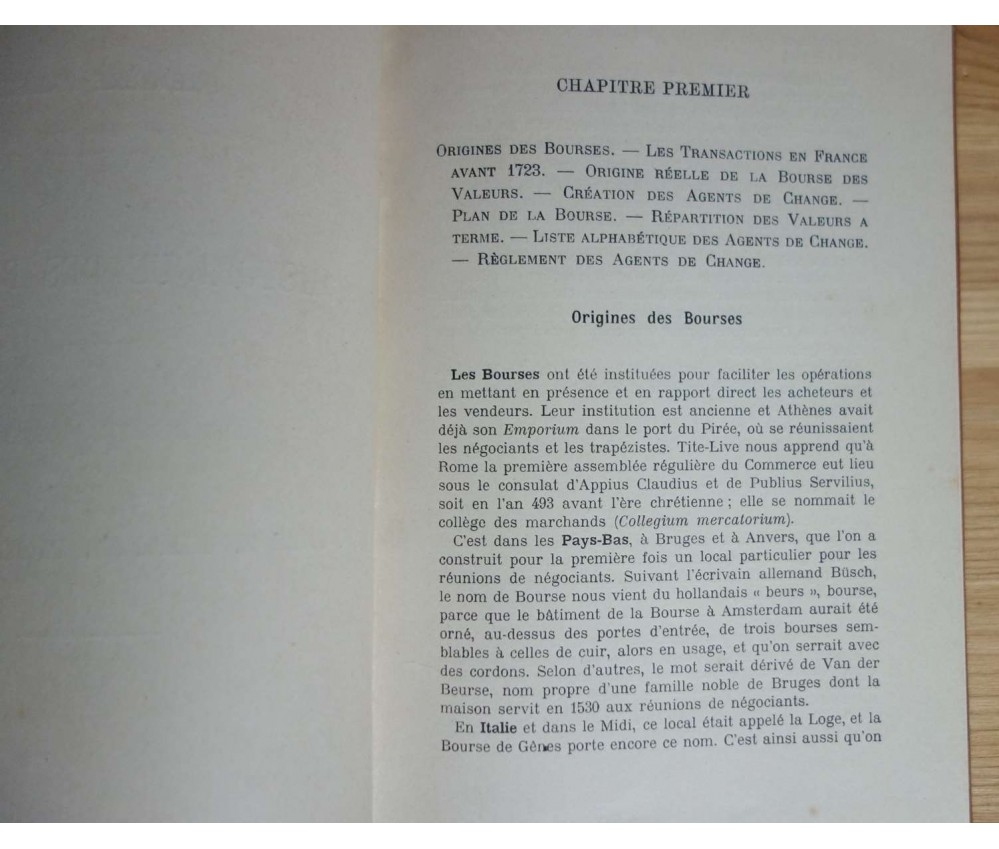 CHAPITRE PREMIER
ORIGINES DES BOURSES. — LES TRANSACTIONS EN FRANCE
AVANT 1723. — ORIGINE RÉELLE DE LA BOURSE DES
VALEURS. — CRÉATION DES AGENTS DE CHANGE. —
PLAN DE LA BOURSE. — RÉPARTITION DES VALEURS A
TERME. — LISTE ALPHABÉTIQUE DES AGENTS DE CHANGE.
— RÈGLEMENT DES AGENTS DE CHANGE.
Origines des Bourses
Les Bourses ont été instituées pour faciliter les opérations
en mettant en présence et en rapport direct les acheteurs et
les vendeurs. Leur institution est ancienne et Athènes avait
déjà son Emporium dans le port du Pirée, où se réunissaient
les négociants et les trapézistes. Tite-Live nous apprend qu'à
Rome la première assemblée régulière du Commerce eut lieu
sous le consulat d'Appius Claudius et de Publius Servilius,
soit en l'an 493 avant l'ère chrétienne ; elle se nommait le
collège des marchands (Collegium mercatorium).
C'est dans les Pays-Bas, à Bruges et à Anvers, que l'on a
construit pour la première fois un local particulier pour les
réunions de négociants. Suivant l'écrivain allemand Büsch,
le nom de Bourse nous vient du hollandais « beurs », bourse,
parce que le bâtiment de la Bourse à Amsterdam aurait été
orné, au-dessus des portes d'entrée, de trois bourses sem-
blables à celles de cuir, alors en usage, et qu'on serrait avec
des cordons. Selon d'autres, le mot serait dérivé de Van der
Beurse, nom propre d'une famille noble de Bruges dont la
maison servit en 1530 aux réunions de négociants.
En Italie et dans le Midi, ce local était appelé la Loge, et la
Bourse de Gênes porte encore ce nom. C'est ainsi aussi qu'on